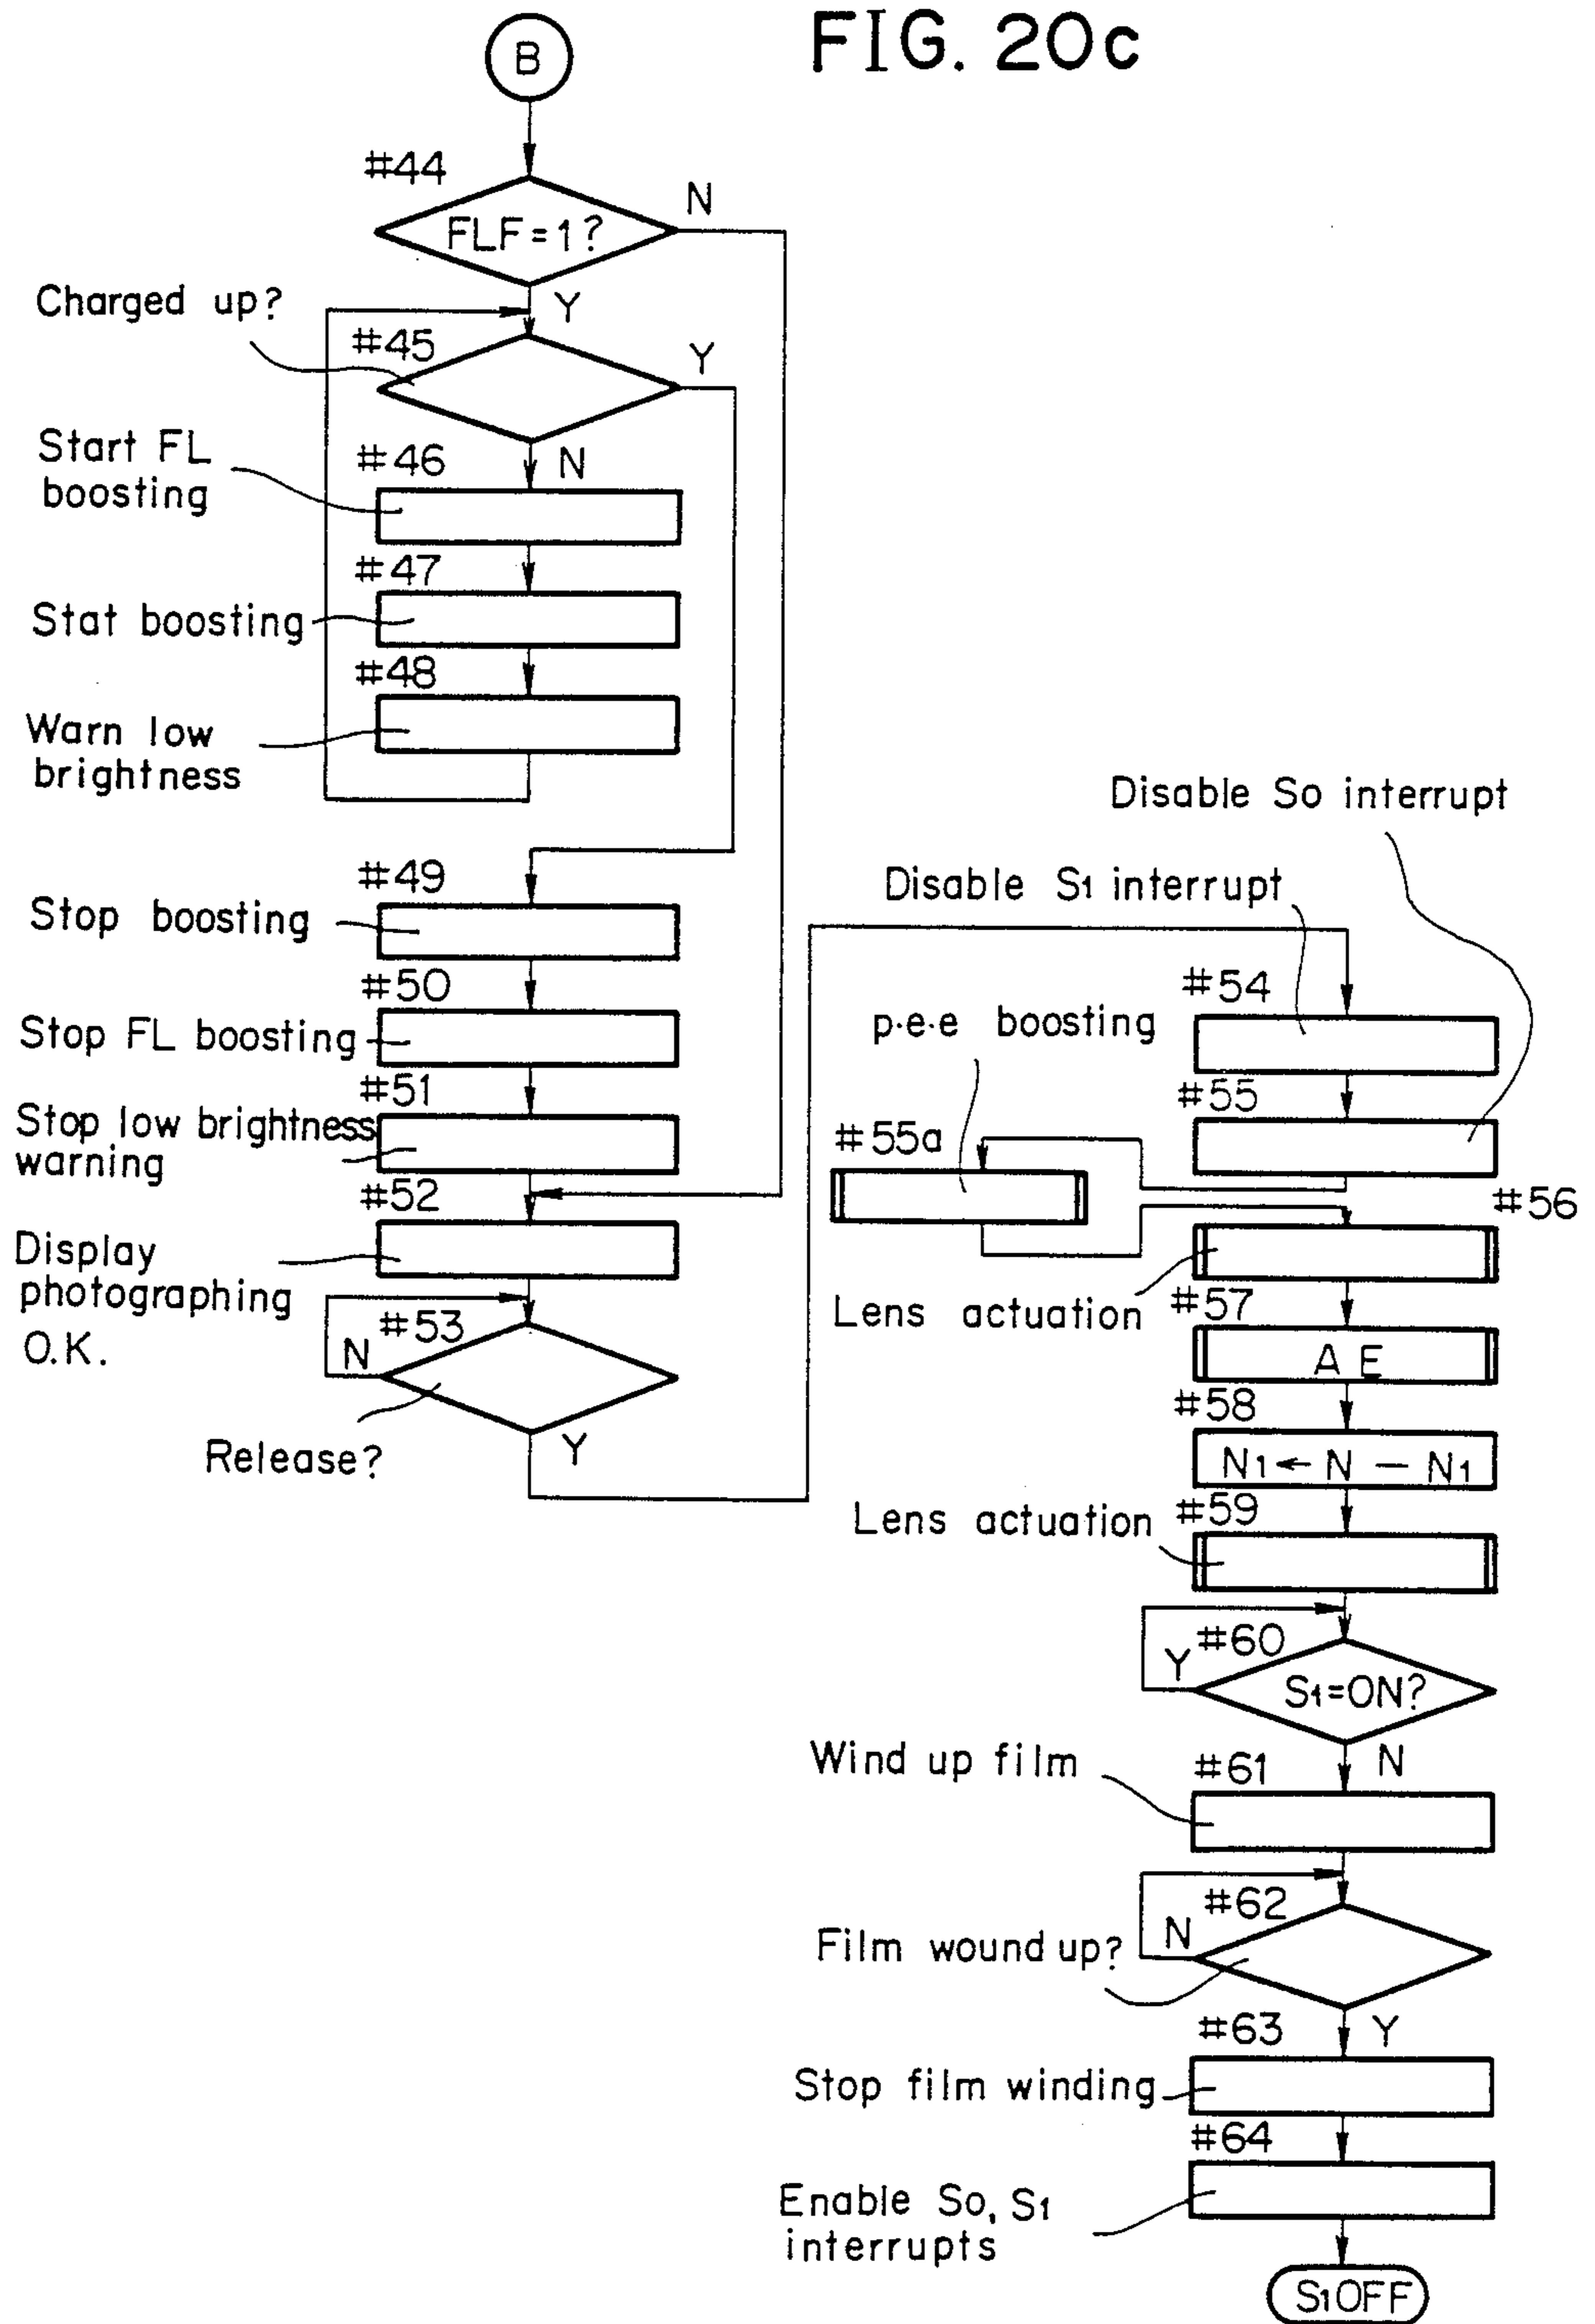 FIG. 20c
B
#44
FLF=1?
N
Y
Charged up?
#45
Y
N
Start FL
boosting
#46
#47
Stat boosting
#48
Warn low
brightness
#49
Stop boosting
#50
Stop FL boosting
#51
Stop low brightness
warning
#52
Display
photographing
O.K.
#53
N
Release?
Y
Disable So interrupt
Disable S1 interrupt
#54
p·e·e boosting
#55
#55a
#56
Lens actuation
#57
A E
#58
N1 ← N — N1
Lens actuation
#59
#60
Y
S1=ON?
N
Wind up film
#61
#62
Film wound up?
N
Y
#63
Stop film winding
#64
Enable So, S1
interrupts
S1OFF